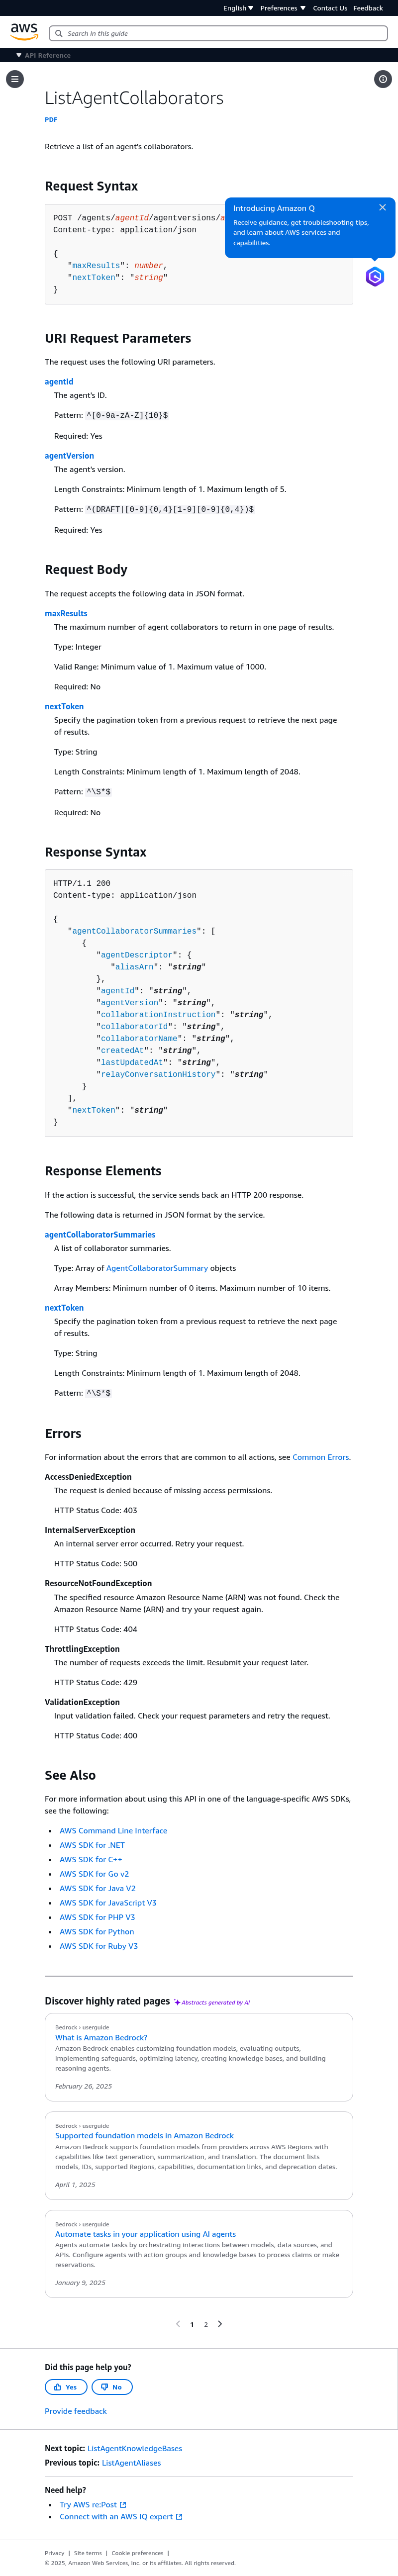 English Preferences Contact Us Feedback
aws
Search in this guide
API Reference
ListAgentCollaborators
PDF
Retrieve a list of an agent's collaborators.
Request Syntax
POST /agents/agentId/agentversions/a
Content-type: application/json
Introducing Amazon Q
Receive guidance, get troubleshooting tips,
and learn about AWS services and
capabilities.
{
"maxResults": number,
"nextToken": "string"
}
URI Request Parameters
The request uses the following URI parameters.
agentId
The agent's ID.
Pattern: ^[0-9a-zA-Z]{10}$
Required: Yes
agentVersion
The agent's version.
Length Constraints: Minimum length of 1. Maximum length of 5.
Pattern: ^(DRAFT|[0-9]{0,4}[1-9][0-9]{0,4})$
Required: Yes
Request Body
The request accepts the following data in JSON format.
maxResults
The maximum number of agent collaborators to return in one page of results.
Type: Integer
Valid Range: Minimum value of 1. Maximum value of 1000.
Required: No
nextToken
Specify the pagination token from a previous request to retrieve the next page
of results.
Type: String
Length Constraints: Minimum length of 1. Maximum length of 2048.
Pattern: ^\S*$
Required: No
Response Syntax
HTTP/1.1 200
Content-type: application/json
{
"agentCollaboratorSummaries": [
{
"agentDescriptor": {
"aliasArn": "string"
},
"agentId": "string",
"agentVersion": "string",
"collaborationInstruction": "string",
"collaboratorId": "string",
"collaboratorName": "string",
"createdAt": "string",
"lastUpdatedAt": "string",
"relayConversationHistory": "string"
}
],
"nextToken": "string"
}
Response Elements
If the action is successful, the service sends back an HTTP 200 response.
The following data is returned in JSON format by the service.
agentCollaboratorSummaries
A list of collaborator summaries.
Type: Array of AgentCollaboratorSummary objects
Array Members: Minimum number of 0 items. Maximum number of 10 items.
nextToken
Specify the pagination token from a previous request to retrieve the next page
of results.
Type: String
Length Constraints: Minimum length of 1. Maximum length of 2048.
Pattern: ^\S*$
Errors
For information about the errors that are common to all actions, see Common Errors.
AccessDeniedException
The request is denied because of missing access permissions.
HTTP Status Code: 403
InternalServerException
An internal server error occurred. Retry your request.
HTTP Status Code: 500
ResourceNotFoundException
The specified resource Amazon Resource Name (ARN) was not found. Check the
Amazon Resource Name (ARN) and try your request again.
HTTP Status Code: 404
ThrottlingException
The number of requests exceeds the limit. Resubmit your request later.
HTTP Status Code: 429
ValidationException
Input validation failed. Check your request parameters and retry the request.
HTTP Status Code: 400
See Also
For more information about using this API in one of the language-specific AWS SDKs,
see the following:
AWS Command Line Interface
AWS SDK for .NET
AWS SDK for C++
AWS SDK for Go v2
AWS SDK for Java V2
AWS SDK for JavaScript V3
AWS SDK for PHP V3
AWS SDK for Python
AWS SDK for Ruby V3
Discover highly rated pages Abstracts generated by AI
Bedrock › userguide
What is Amazon Bedrock?
Amazon Bedrock enables customizing foundation models, evaluating outputs,
implementing safeguards, optimizing latency, creating knowledge bases, and building
reasoning agents.
February 26, 2025
Bedrock › userguide
Supported foundation models in Amazon Bedrock
Amazon Bedrock supports foundation models from providers across AWS Regions with
capabilities like text generation, summarization, and translation. The document lists
models, IDs, supported Regions, capabilities, documentation links, and deprecation dates.
April 1, 2025
Bedrock › userguide
Automate tasks in your application using AI agents
Agents automate tasks by orchestrating interactions between models, data sources, and
APIs. Configure agents with action groups and knowledge bases to process claims or make
reservations.
January 9, 2025
1 2
Did this page help you?
Yes No
Provide feedback
Next topic: ListAgentKnowledgeBases
Previous topic: ListAgentAliases
Need help?
Try AWS re:Post
Connect with an AWS IQ expert
Privacy | Site terms | Cookie preferences |
© 2025, Amazon Web Services, Inc. or its affiliates. All rights reserved.